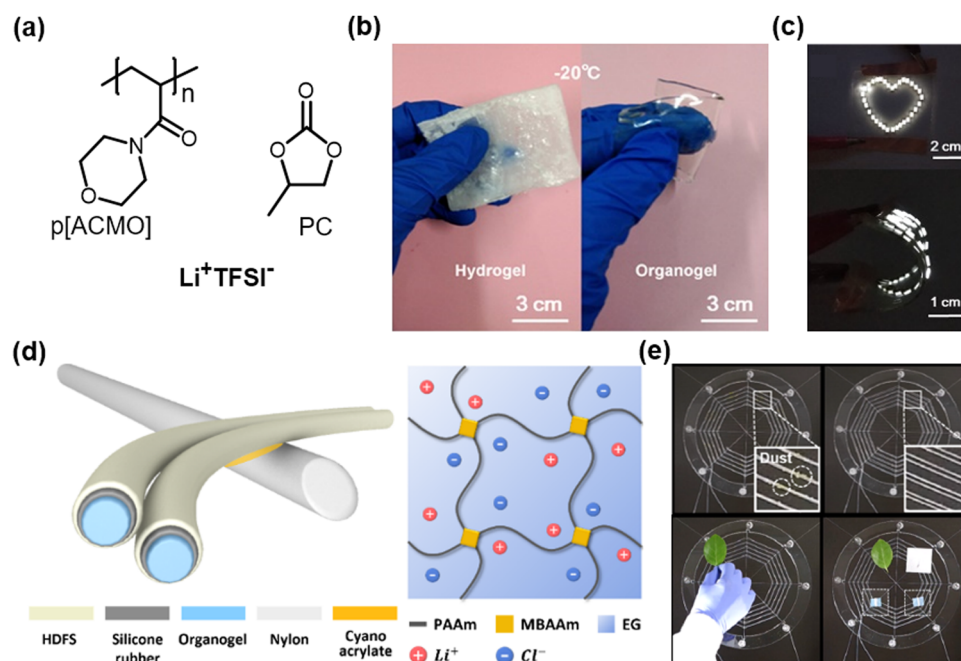 (a)
n
N
O
O
p[ACMO]
O
O
O
PC
Li⁺TFSI⁻
(b)
-20℃
Hydrogel
3 cm
Organogel
3 cm
(c)
2 cm
1 cm
(d)
HDFS
Silicone
rubber
Organogel
Nylon
Cyano
acrylate
PAAm
MBAAm
EG
Li⁺
Cl⁻
(e)
Dust